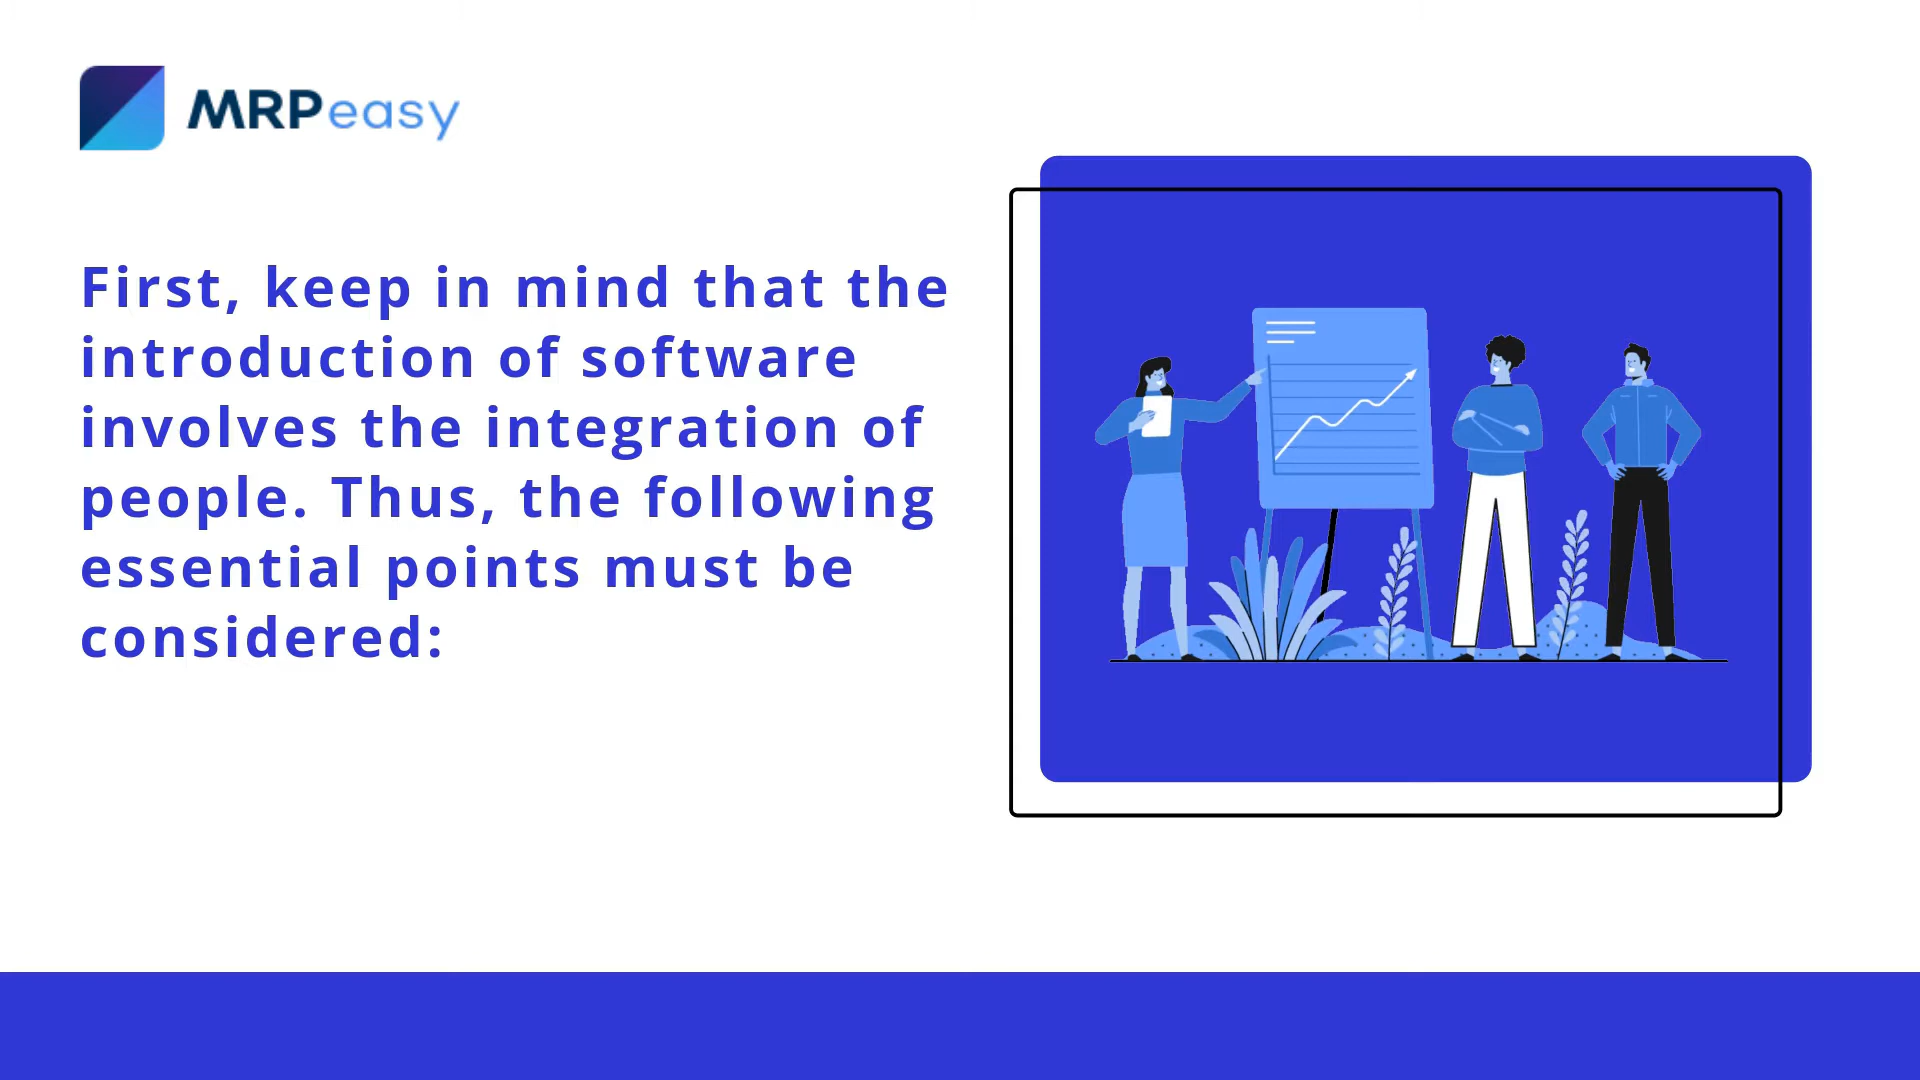 MRPeasy
First, keep in mind that the
introduction of software
involves the integration of
people. Thus, the following
essential points must be
considered: